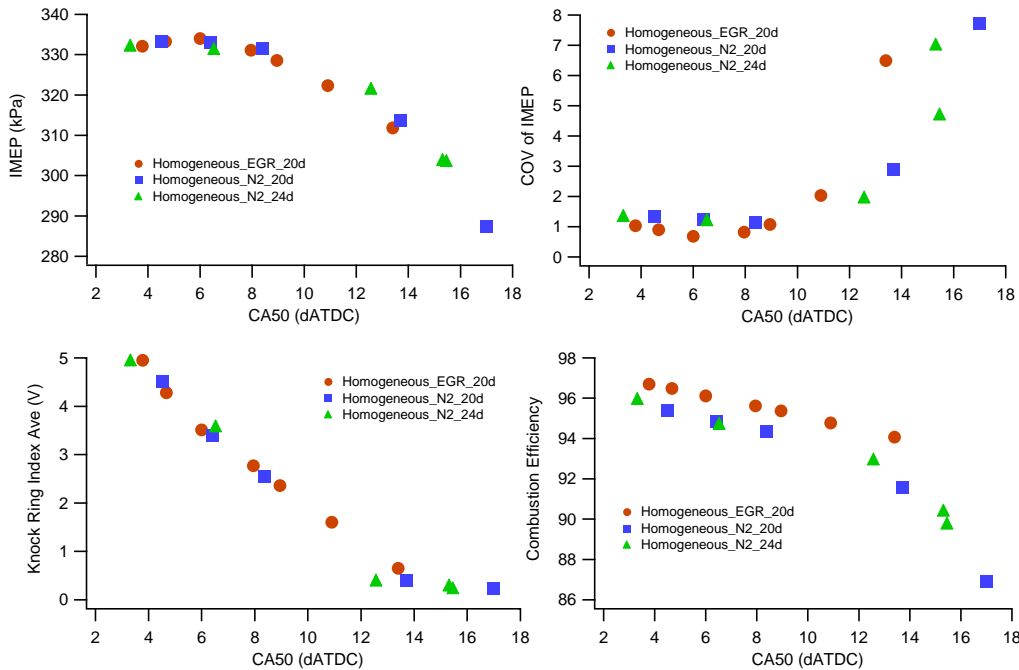 340
330
320
310
300
290
280
IMEP (kPa)
Homogeneous_EGR_20d
Homogeneous_N2_20d
Homogeneous_N2_24d
2 4 6 8 10 12 14 16 18
CA50 (dATDC)
8
7
6
5
4
3
2
1
0
COV of IMEP
Homogeneous_EGR_20d
Homogeneous_N2_20d
Homogeneous_N2_24d
2 4 6 8 10 12 14 16 18
CA50 (dATDC)
5
4
3
2
1
0
Knock Ring Index Ave (V)
Homogeneous_EGR_20d
Homogeneous_N2_20d
Homogeneous_N2_24d
2 4 6 8 10 12 14 16 18
CA50 (dATDC)
98
96
94
92
90
88
86
Combustion Efficiency
Homogeneous_EGR_20d
Homogeneous_N2_20d
Homogeneous_N2_24d
2 4 6 8 10 12 14 16 18
CA50 (dATDC)